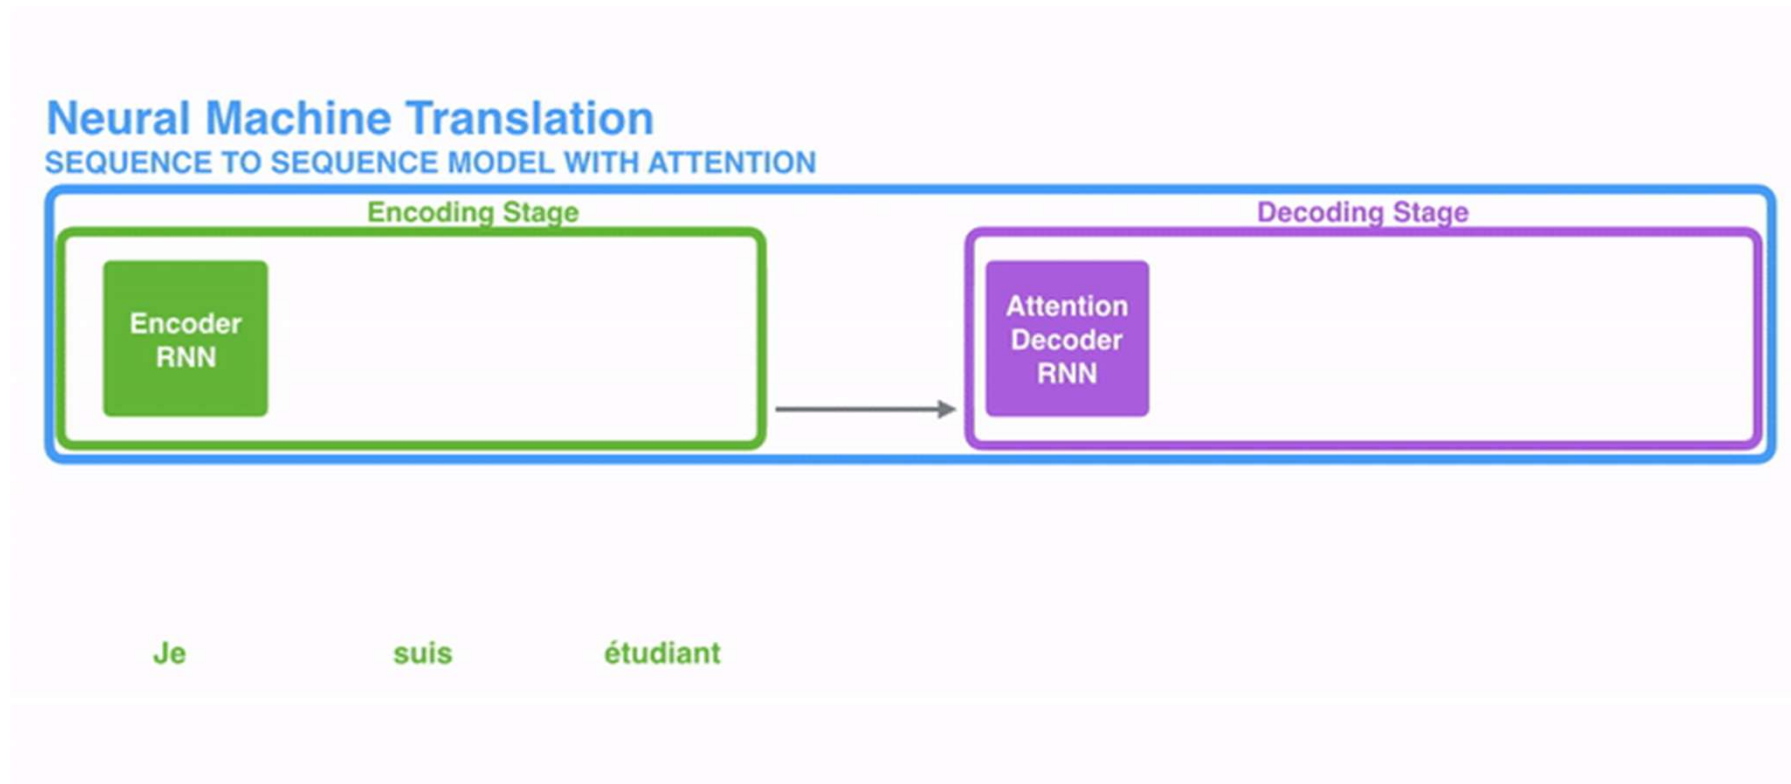 Neural Machine Translation
SEQUENCE TO SEQUENCE MODEL WITH ATTENTION
Encoding Stage
Decoding Stage
Encoder
RNN
Attention
Decoder
RNN
Je suis étudiant